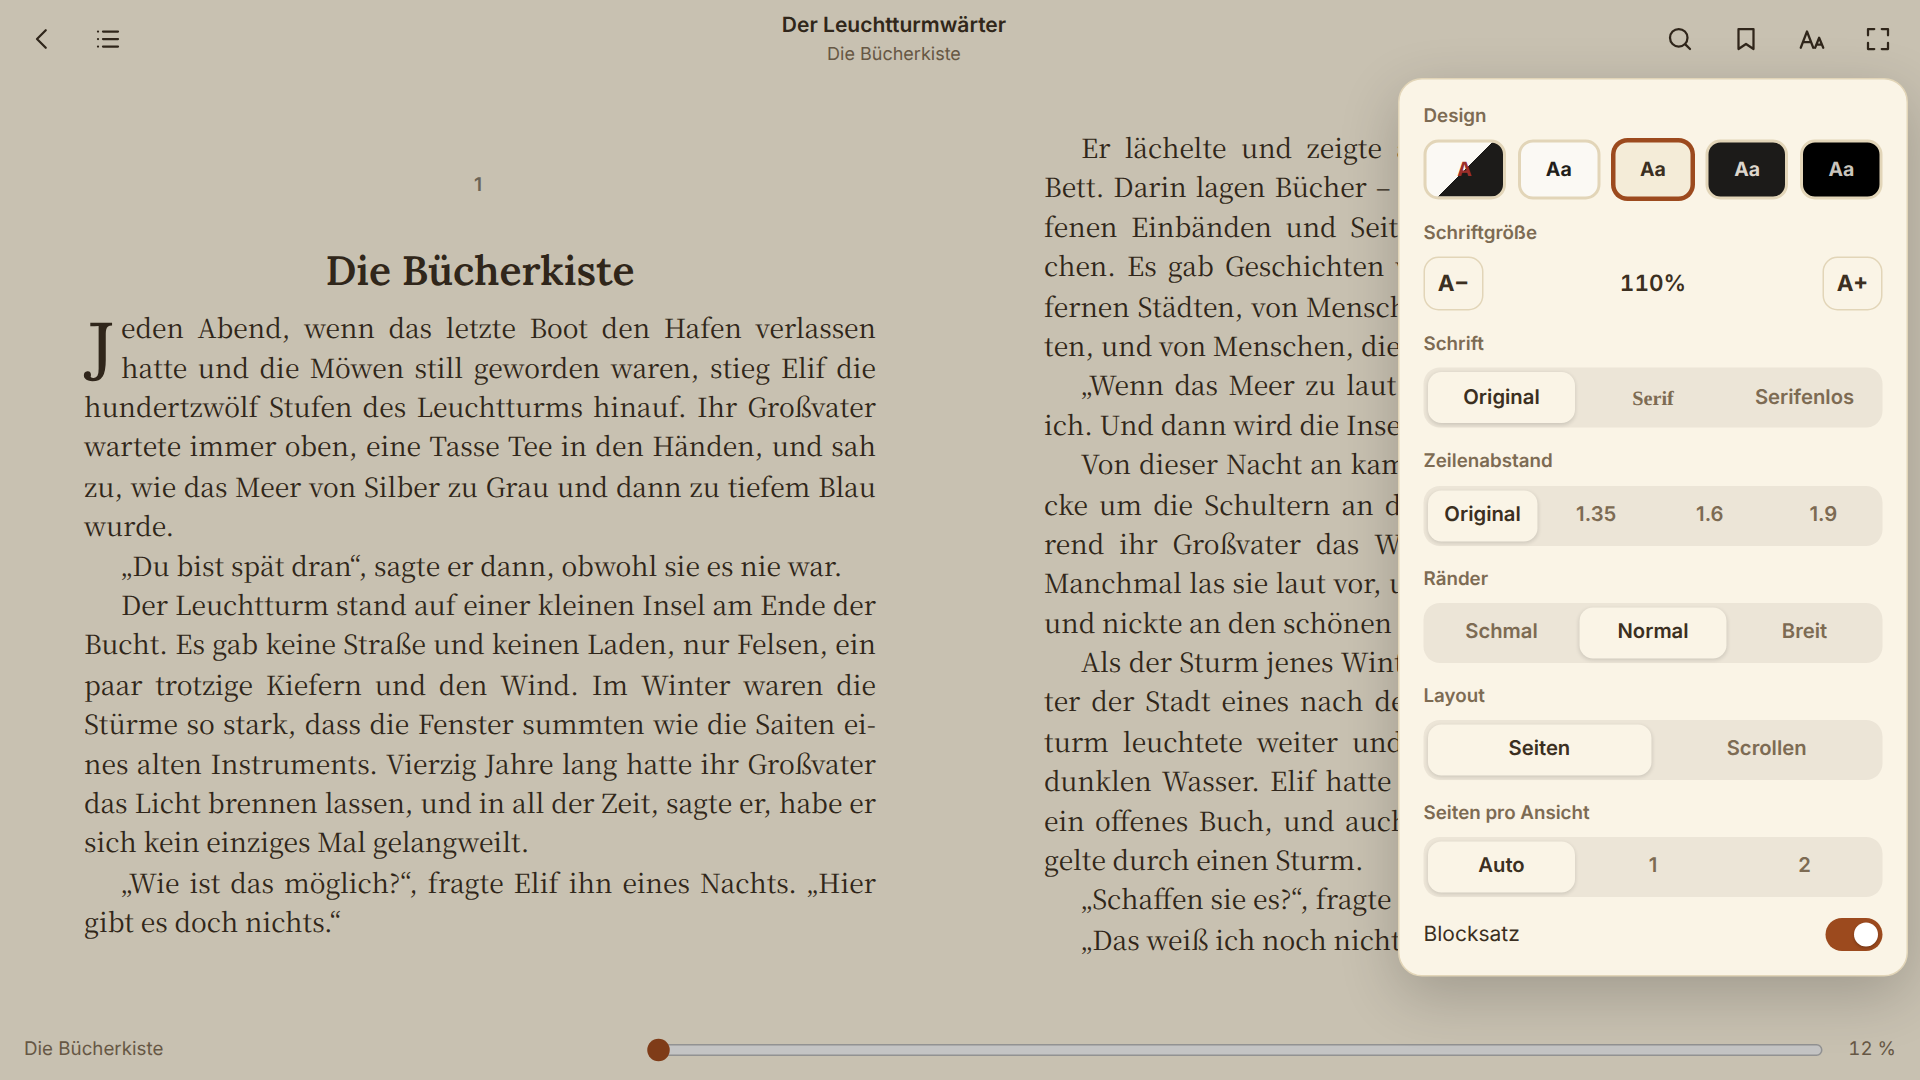 Der Leuchtturmwärter
Die Bücherkiste
1
Die Bücherkiste
Jeden Abend, wenn das letzte Boot den Hafen verlassen
hatte und die Möwen still geworden waren, stieg Elif die
hundertzwölf Stufen des Leuchtturms hinauf. Ihr Großvater
wartete immer oben, eine Tasse Tee in den Händen, und sah
zu, wie das Meer von Silber zu Grau und dann zu tiefem Blau
wurde.
„Du bist spät dran“, sagte er dann, obwohl sie es nie war.
Der Leuchtturm stand auf einer kleinen Insel am Ende der
Bucht. Es gab keine Straße und keinen Laden, nur Felsen, ein
paar trotzige Kiefern und den Wind. Im Winter waren die
Stürme so stark, dass die Fenster summten wie die Saiten ei-
nes alten Instruments. Vierzig Jahre lang hatte ihr Großvater
das Licht brennen lassen, und in all der Zeit, sagte er, habe er
sich kein einziges Mal gelangweilt.
„Wie ist das möglich?“, fragte Elif ihn eines Nachts. „Hier
gibt es doch nichts.“
Er lächelte und zeigte
Bett. Darin lagen Bücher –
fenen Einbänden und Seit
chen. Es gab Geschichten
fernen Städten, von Mensch
ten, und von Menschen, die
„Wenn das Meer zu laut
ich. Und dann wird die Inse
Von dieser Nacht an kam
cke um die Schultern an d
rend ihr Großvater das W
Manchmal las sie laut vor, u
und nickte an den schönen
Als der Sturm jenes Wint
ter der Stadt eines nach de
turm leuchtete weiter und
dunklen Wasser. Elif hatte
ein offenes Buch, und auch
gelte durch einen Sturm.
„Schaffen sie es?“, fragte
„Das weiß ich noch nicht
Design
A Aa Aa Aa Aa
Schriftgröße
A− 110% A+
Schrift
Original Serif Serifenlos
Zeilenabstand
Original 1.35 1.6 1.9
Ränder
Schmal Normal Breit
Layout
Seiten Scrollen
Seiten pro Ansicht
Auto 1 2
Blocksatz
Die Bücherkiste
12 %